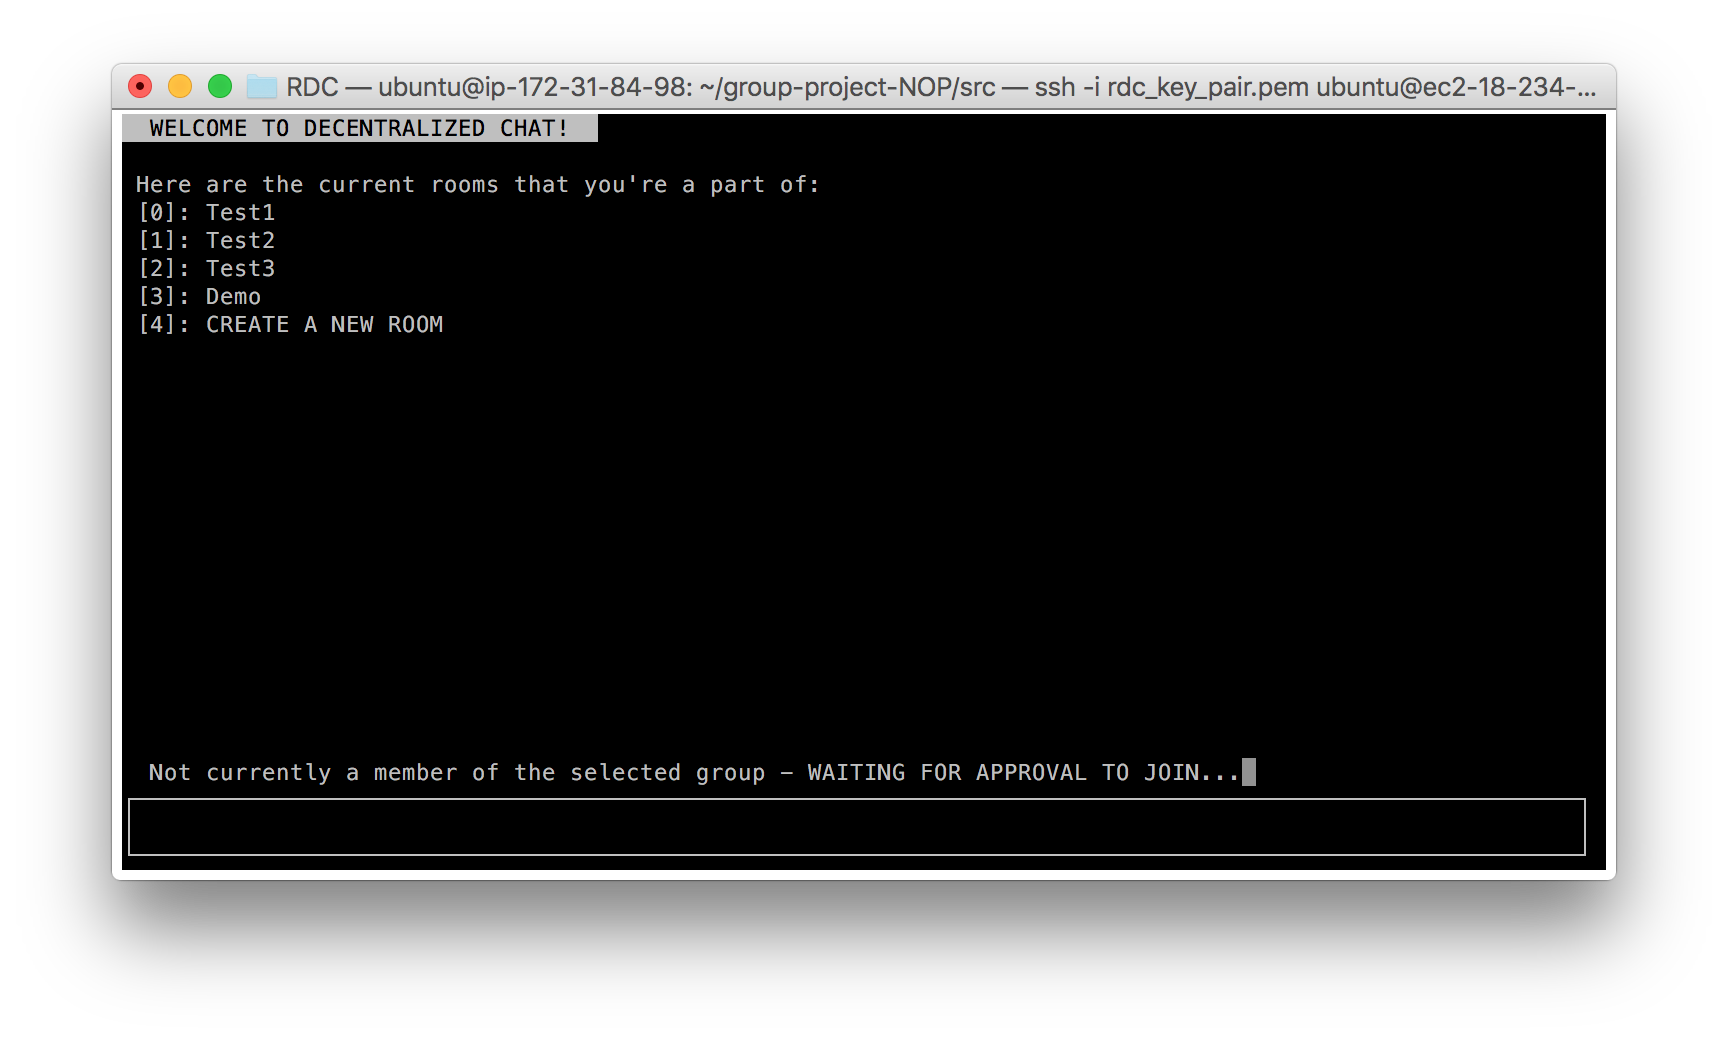 RDC — ubuntu@ip-172-31-84-98: ~/group-project-NOP/src — ssh -i rdc_key_pair.pem ubuntu@ec2-18-234-...
WELCOME TO DECENTRALIZED CHAT!
Here are the current rooms that you're a part of:
[0]: Test1
[1]: Test2
[2]: Test3
[3]: Demo
[4]: CREATE A NEW ROOM
Not currently a member of the selected group - WAITING FOR APPROVAL TO JOIN...